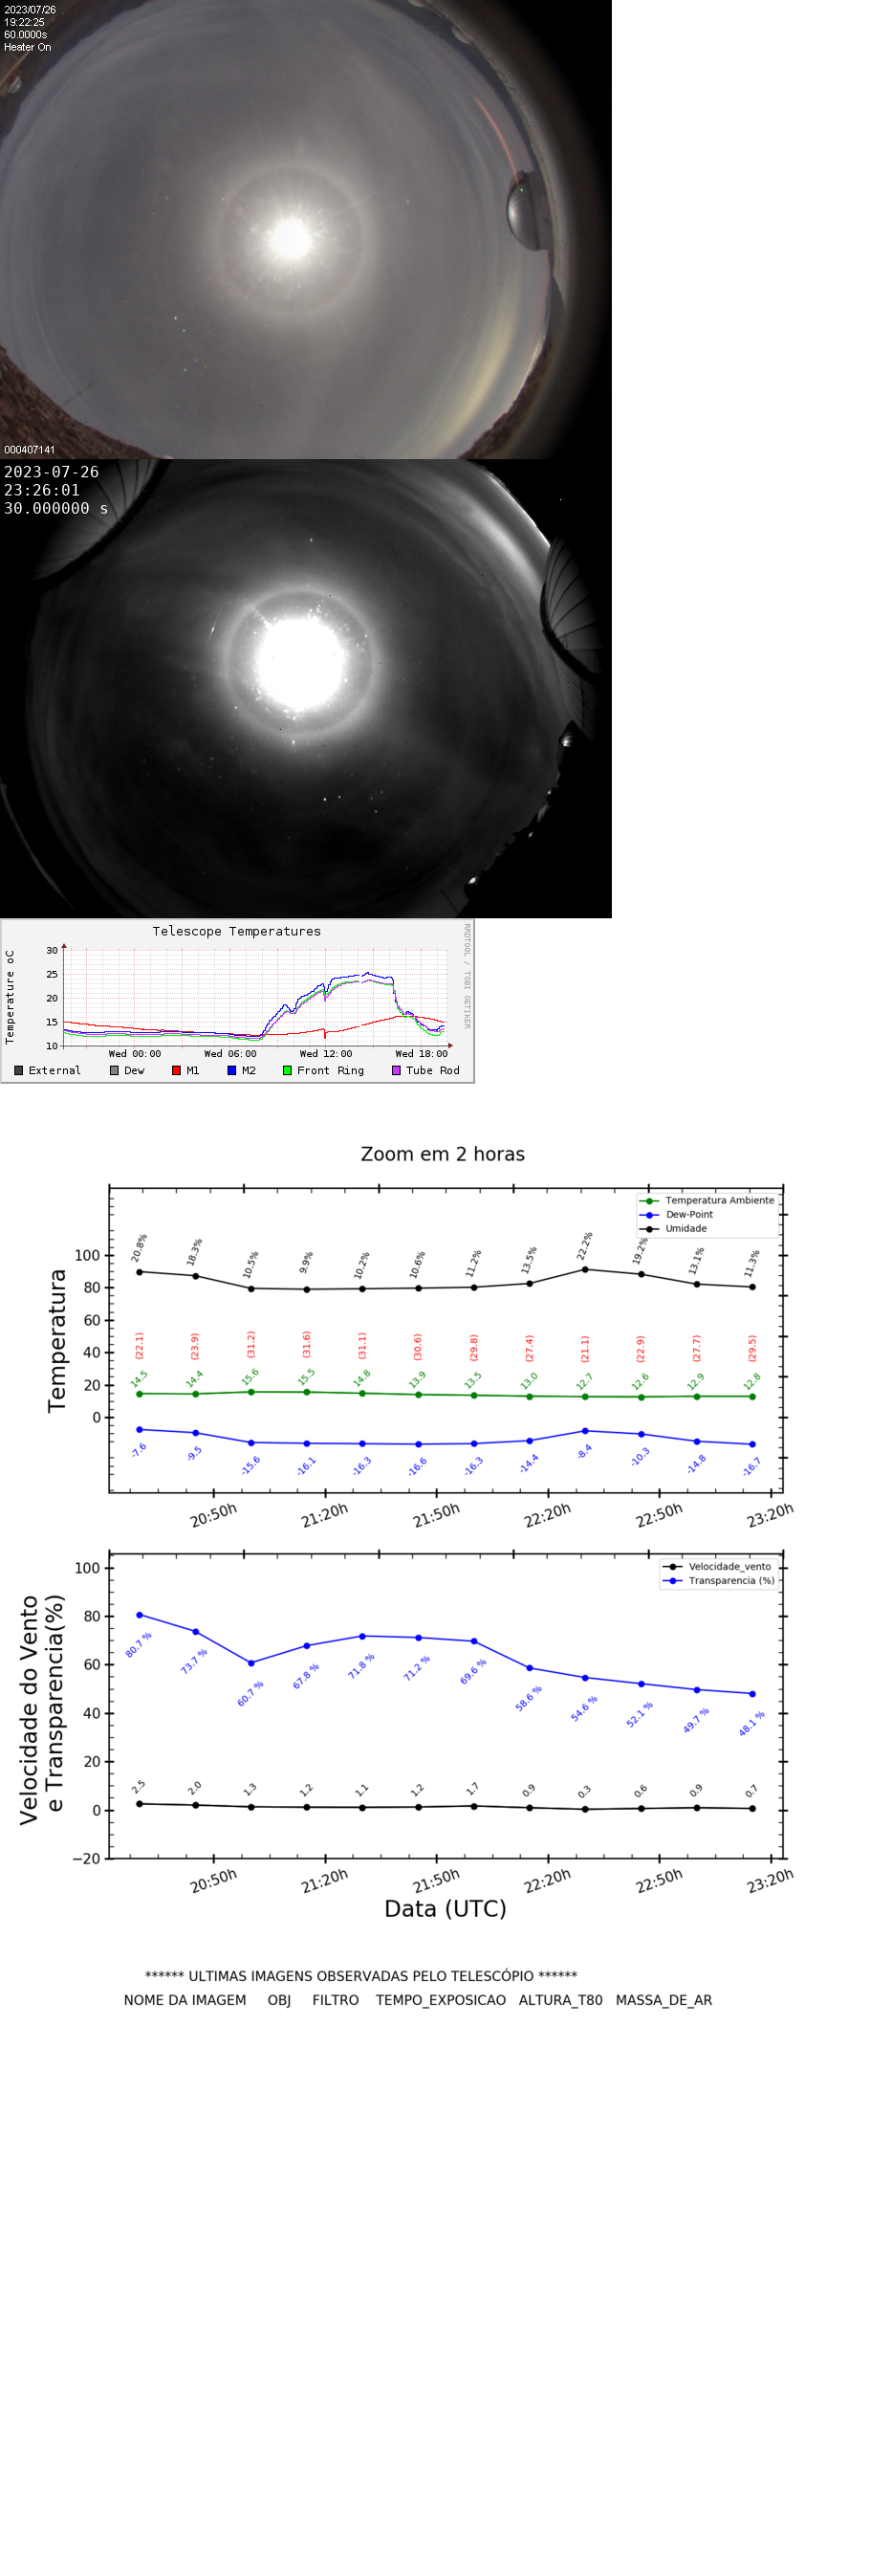 2023/07/26
19:22:25
60.0000s
Heater On
000407141
2023-07-26
23:26:01
30.000000 s
Telescope Temperatures
RRDTOOL / TOBI OETIKER
Temperature oC
30
25
20
15
10
Wed 00:00 Wed 06:00 Wed 12:00 Wed 18:00
External Dew M1 M2 Front Ring Tube Rod
Zoom em 2 horas
Temperatura Ambiente
Dew-Point
Umidade
Temperatura
100
80
60
40
20
0
20.8% 18.3% 10.5% 9.9% 10.2% 10.6% 11.2% 13.5% 22.2% 19.2% 13.1% 11.3%
(22.1) (23.9) (31.2) (31.6) (31.1) (30.6) (29.8) (27.4) (21.1) (22.9) (27.7) (29.5)
14.5 14.4 15.6 15.5 14.8 13.9 13.5 13.0 12.7 12.6 12.9 12.8
-7.6 -9.5 -15.6 -16.1 -16.3 -16.6 -16.3 -14.4 -8.4 -10.3 -14.8 -16.7
20:50h 21:20h 21:50h 22:20h 22:50h 23:20h
Velocidade_vento
Transparencia (%)
Velocidade do Vento
e Transparencia(%)
100
80
60
40
20
0
−20
80.7 % 73.7 % 60.7 % 67.8 % 71.8 % 71.2 % 69.6 % 58.6 % 54.6 % 52.1 % 49.7 % 48.1 %
2.5 2.0 1.3 1.2 1.1 1.2 1.7 0.9 0.3 0.6 0.9 0.7
20:50h 21:20h 21:50h 22:20h 22:50h 23:20h
Data (UTC)
****** ULTIMAS IMAGENS OBSERVADAS PELO TELESCÓPIO ******
NOME DA IMAGEM OBJ FILTRO TEMPO_EXPOSICAO ALTURA_T80 MASSA_DE_AR